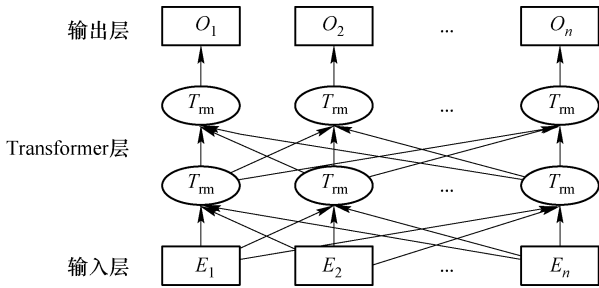 输出层 O1 O2 ... On
Trm Trm ... Trm
Transformer层
Trm Trm ... Trm
输入层 E1 E2 ... En